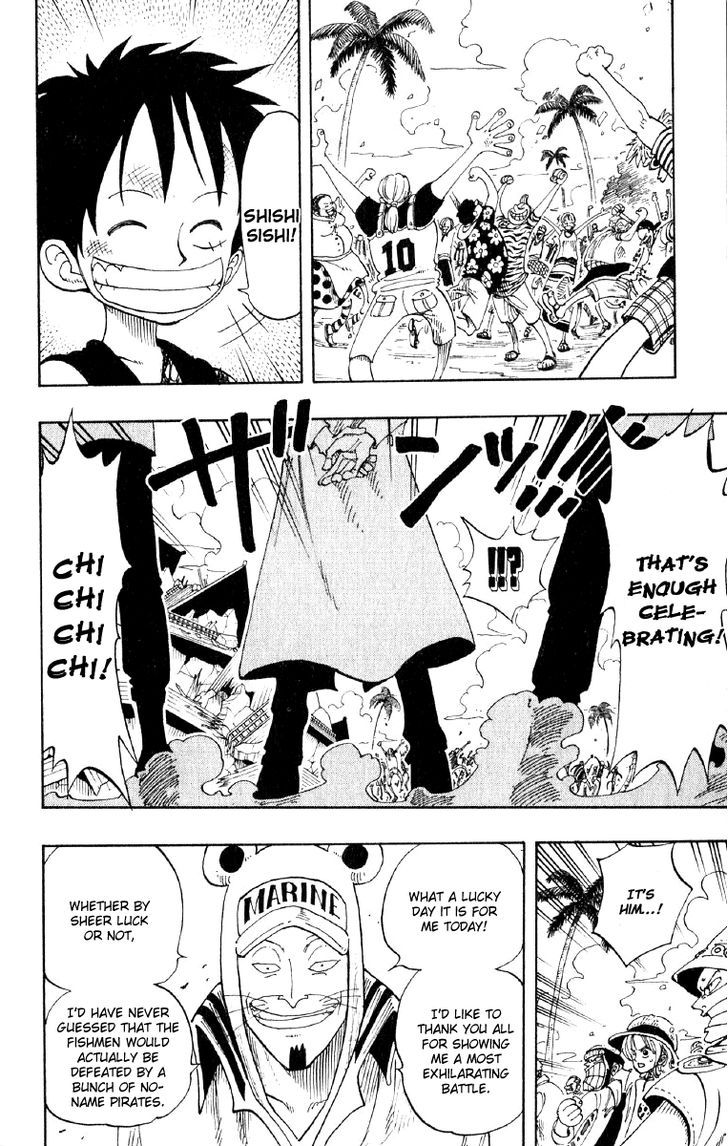 10
SHISHI
SISHI!
ザザンッ!!!
!!?
THAT'S
ENOUGH
CELE-
BRATING!
CHI
CHI
CHI
CHI!
IT'S
HIM...!
MARINE
WHAT A LUCKY
DAY IT IS FOR
ME TODAY!
I'D LIKE TO
THANK YOU ALL
FOR SHOWING
ME A MOST
EXHILARATING
BATTLE.
WHETHER BY
SHEER LUCK
OR NOT,
I'D HAVE NEVER
GUESSED THAT THE
FISHMEN WOULD
ACTUALLY BE
DEFEATED BY A
BUNCH OF NO-
NAME PIRATES.